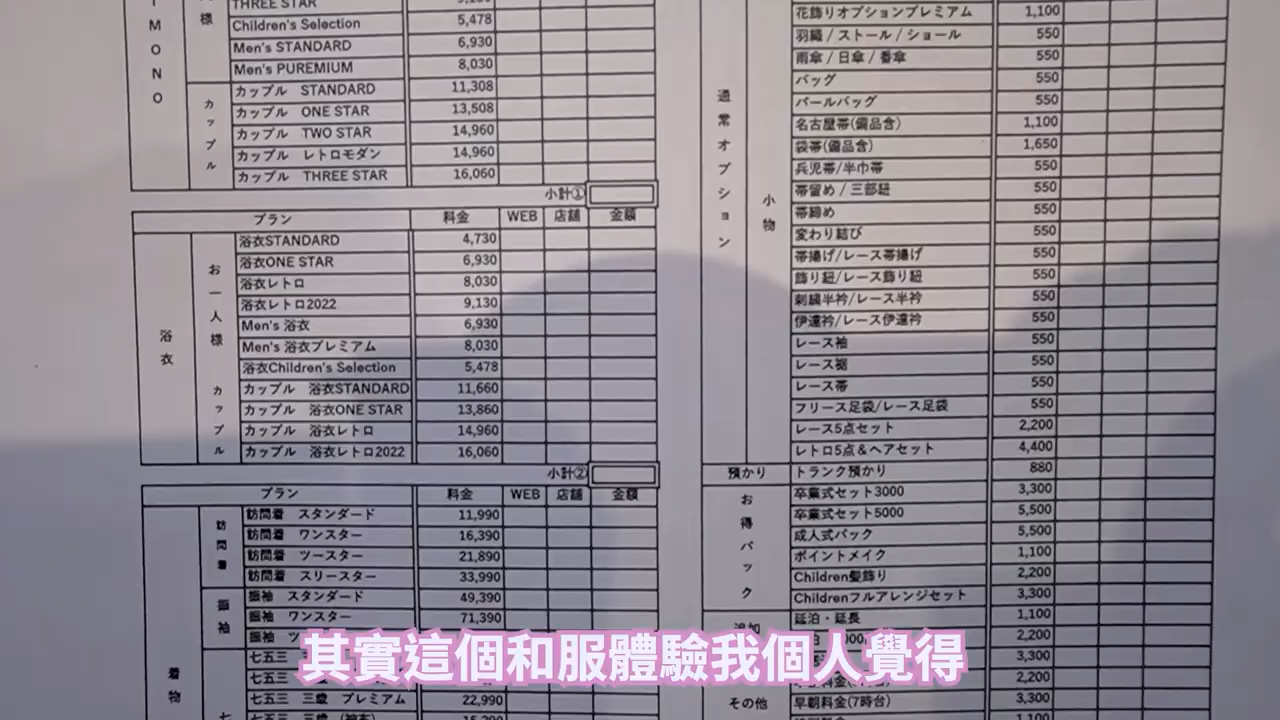 THREE STAR
Children's Selection 5,478
Men's STANDARD 6,930
Men's PUREMIUM 8,030
MONO
様
カップル
カップル STANDARD 11,308
カップル ONE STAR 13,508
カップル TWO STAR 14,960
カップル レトロモダン 14,960
カップル THREE STAR 16,060
小計①
プラン 料金 WEB 店舗 金額
浴衣
お一人様
浴衣STANDARD 4,730
浴衣ONE STAR 6,930
浴衣レトロ 8,030
浴衣レトロ2022 9,130
Men's 浴衣 6,930
Men's 浴衣プレミアム 8,030
浴衣Children's Selection 5,478
カップル
カップル 浴衣STANDARD 11,660
カップル 浴衣ONE STAR 13,860
カップル 浴衣レトロ 14,960
カップル 浴衣レトロ2022 16,060
小計②
プラン 料金 WEB 店舗 金額
着物
訪問着
訪問着 スタンダード 11,990
訪問着 ワンスター 16,390
訪問着 ツースター 21,890
訪問着 スリースター 33,990
振袖
振袖 スタンダード 49,390
振袖 ワンスター 71,390
振袖
七五三
七五三
七五三 三歳 プレミアム 22,990
七五三 三歳
通常オプション
小物
花飾りオプションプレミアム 1,100
羽織 / ストール / ショール 550
雨傘 / 日傘 / 番傘 550
バッグ 550
パールバッグ 550
名古屋帯(備品含) 1,100
袋帯(備品含) 1,650
兵児帯/半巾帯 550
帯留め / 三部紐 550
帯締め 550
変わり結び 550
帯揚げ/レース帯揚げ 550
飾り紐/レース飾り紐 550
刺繍半衿/レース半衿 550
伊達衿/レース伊達衿 550
レース袖 550
レース裾 550
レース帯 550
フリース足袋/レース足袋 550
レース5点セット 2,200
レトロ5点＆ヘアセット 4,400
預かり トランク預かり 880
お得パック
卒業式セット3000 3,300
卒業式セット5000 5,500
成人式パック 5,500
ポイントメイク 1,100
Children髪飾り 2,200
Childrenフルアレンジセット 3,300
追加
延泊・延長 1,100
2,200
3,300
2,200
その他 早朝料金(7時台) 3,300
1,100
其實這個和服體驗我個人覺得